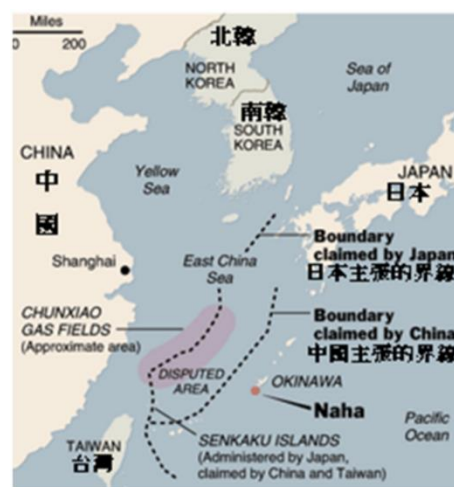 Miles
0 200
北韓
NORTH
KOREA
Sea of
Japan
南韓
SOUTH
KOREA
CHINA
中
國
Yellow
Sea
JAPAN
日本
Shanghai
East China
Sea
Boundary
claimed by Japan
日本主張的界線
CHUNXIAO
GAS FIELDS
(Approximate area)
Boundary
claimed by China
中國主張的界線
DISPUTED
AREA
OKINAWA
Naha
Pacific
Ocean
TAIWAN
台灣
SENKAKU ISLANDS
(Administered by Japan,
claimed by China and Taiwan)